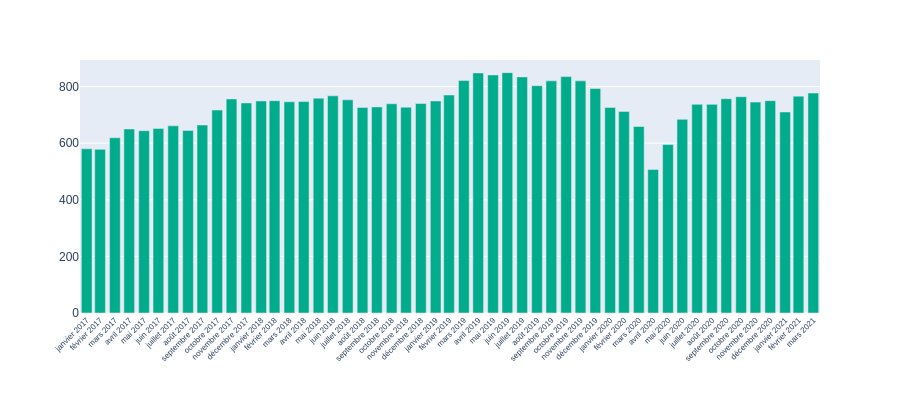 800
600
400
200
0
janvier 2017
février 2017
mars 2017
avril 2017
mai 2017
juin 2017
juillet 2017
août 2017
septembre 2017
octobre 2017
novembre 2017
décembre 2017
janvier 2018
février 2018
mars 2018
avril 2018
mai 2018
juin 2018
juillet 2018
août 2018
septembre 2018
octobre 2018
novembre 2018
décembre 2018
janvier 2019
février 2019
mars 2019
avril 2019
mai 2019
juin 2019
juillet 2019
août 2019
septembre 2019
octobre 2019
novembre 2019
décembre 2019
janvier 2020
février 2020
mars 2020
avril 2020
mai 2020
juin 2020
juillet 2020
août 2020
septembre 2020
octobre 2020
novembre 2020
décembre 2020
janvier 2021
février 2021
mars 2021